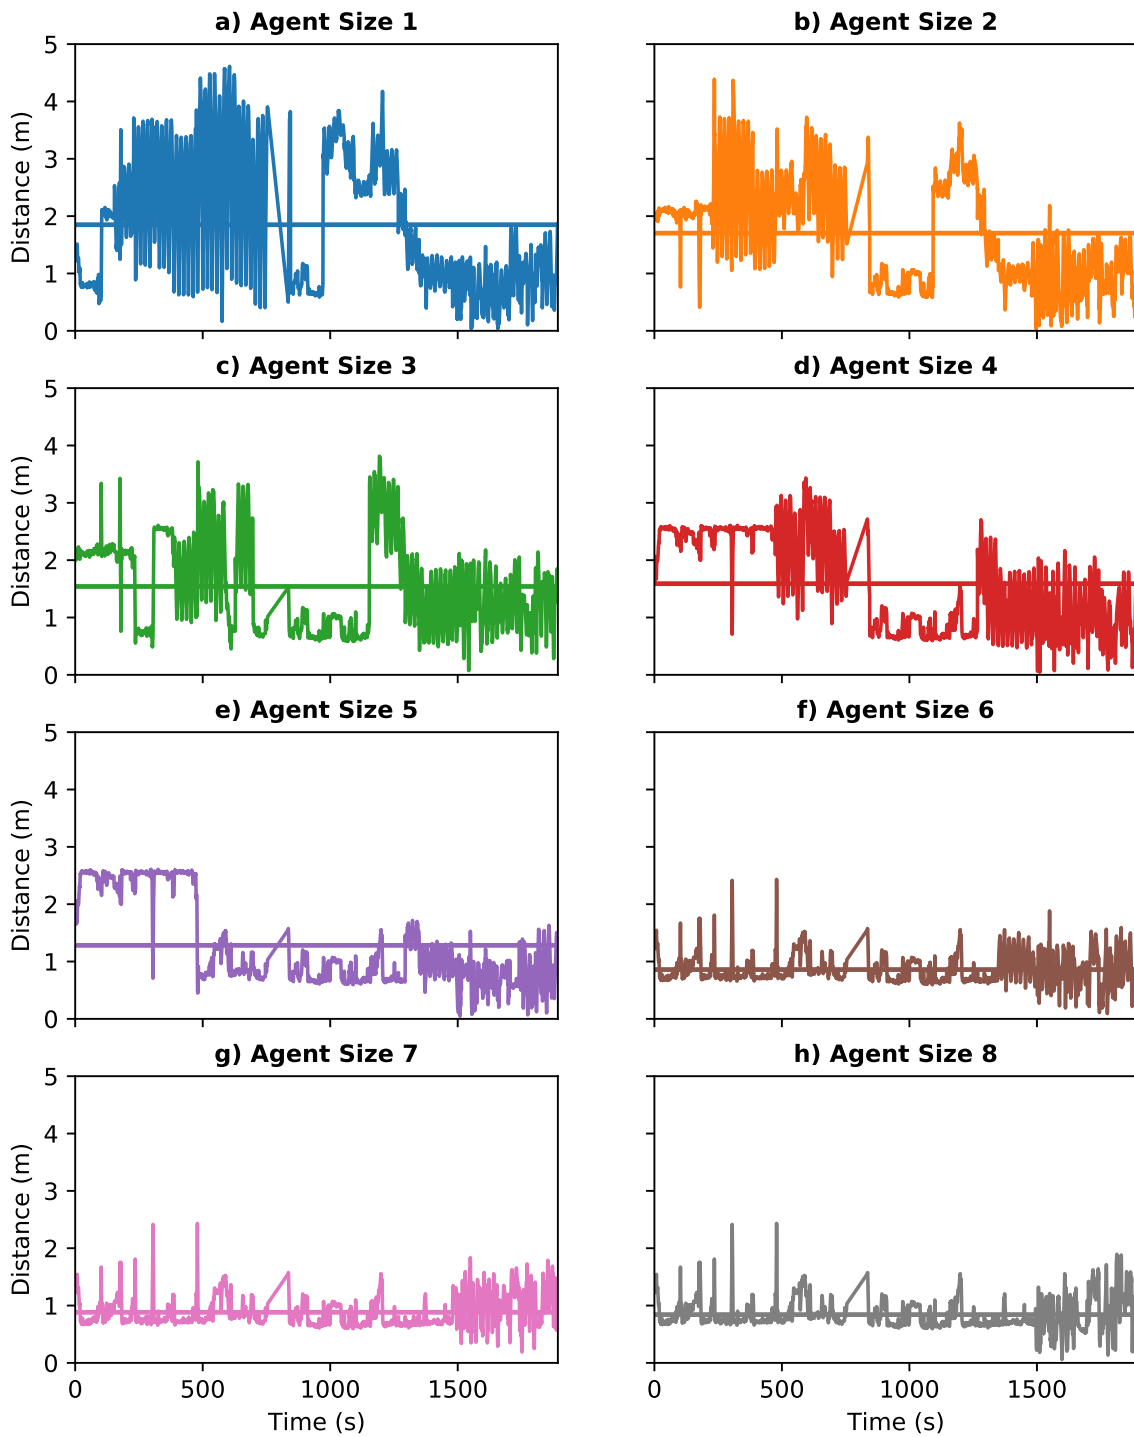 a) Agent Size 1
b) Agent Size 2
5
4
3
2
1
0
Distance (m)
c) Agent Size 3
d) Agent Size 4
5
4
3
2
1
0
Distance (m)
e) Agent Size 5
f) Agent Size 6
5
4
3
2
1
0
Distance (m)
g) Agent Size 7
h) Agent Size 8
5
4
3
2
1
0
Distance (m)
0 500 1000 1500
0 500 1000 1500
Time (s)
Time (s)